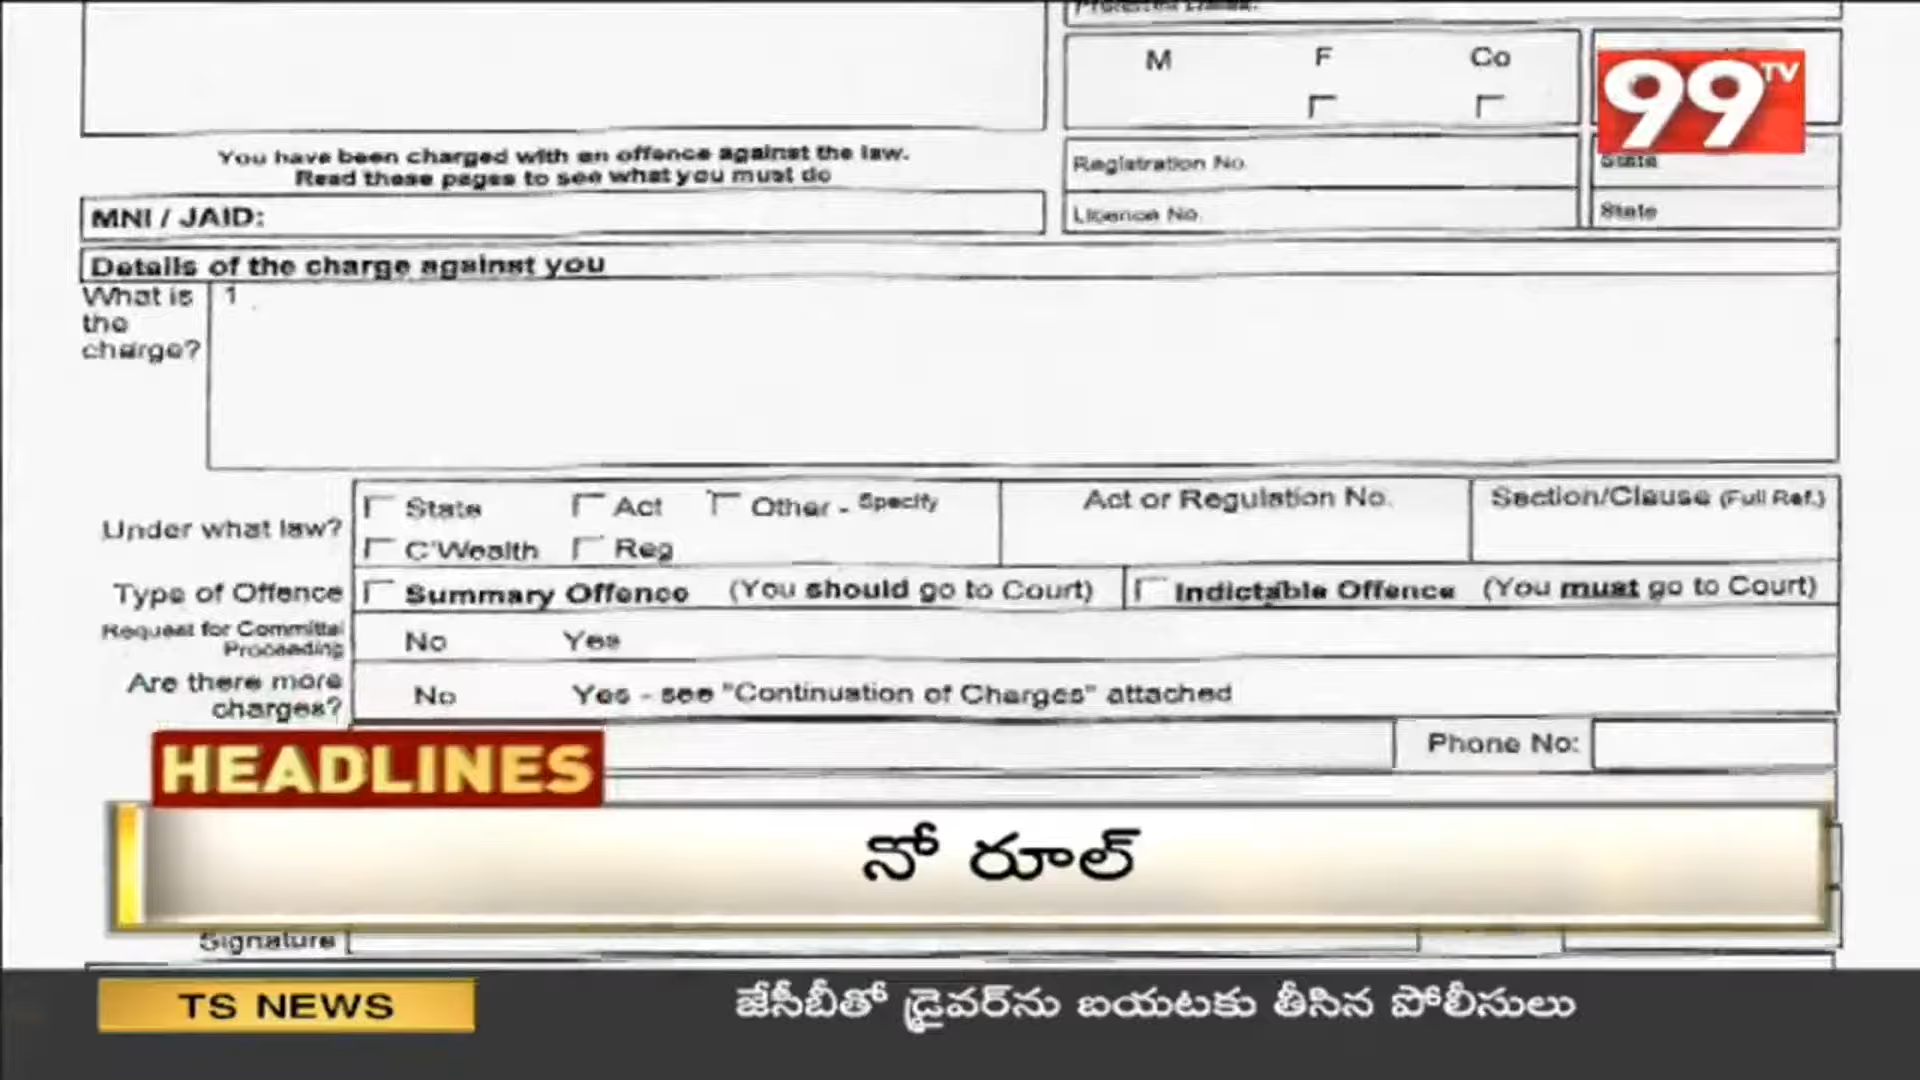 M F Co
99 TV
You have been charged with an offence against the law.
Read these pages to see what you must do
Registration No.
State
MNI / JAID:
Licence No.
State
Details of the charge against you
What is
the
charge?
1
Under what law?
State Act Other - Specify
C'Wealth Reg
Act or Regulation No.
Section/Clause (Full Ref.)
Type of Offence
Summary Offence (You should go to Court)
Indictable Offence (You must go to Court)
Request for Committal
Proceeding
No Yes
Are there more
charges?
No Yes - see "Continuation of Charges" attached
Phone No:
HEADLINES
నో రూల్
Signature
TS NEWS
జేసీబీతో డ్రైవర్‌ను బయటకు తీసిన పోలీసులు